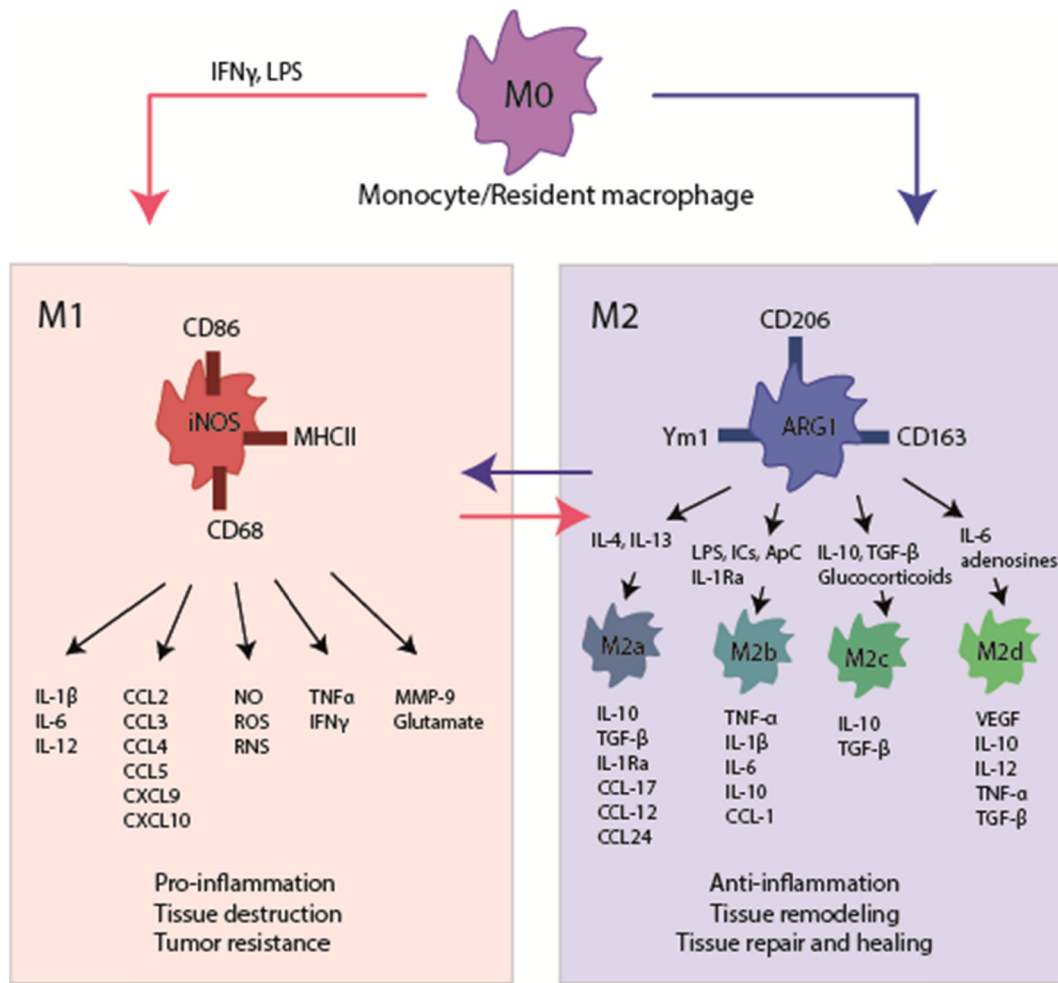 IFNγ, LPS
M0
Monocyte/Resident macrophage
M1
CD86
iNOS
MHCII
CD68
IL-1β
IL-6
IL-12
CCL2
CCL3
CCL4
CCL5
CXCL9
CXCL10
NO
ROS
RNS
TNFα
IFNγ
MMP-9
Glutamate
Pro-inflammation
Tissue destruction
Tumor resistance
M2
CD206
Ym1
ARG1
CD163
IL-4, IL-13
LPS, ICs, ApC
IL-1Ra
IL-10, TGF-β
Glucocorticoids
IL-6
adenosines
M2a
M2b
M2c
M2d
IL-10
TGF-β
IL-1Ra
CCL-17
CCL-12
CCL24
TNF-α
IL-1β
IL-6
IL-10
CCL-1
IL-10
TGF-β
VEGF
IL-10
IL-12
TNF-α
TGF-β
Anti-inflammation
Tissue remodeling
Tissue repair and healing